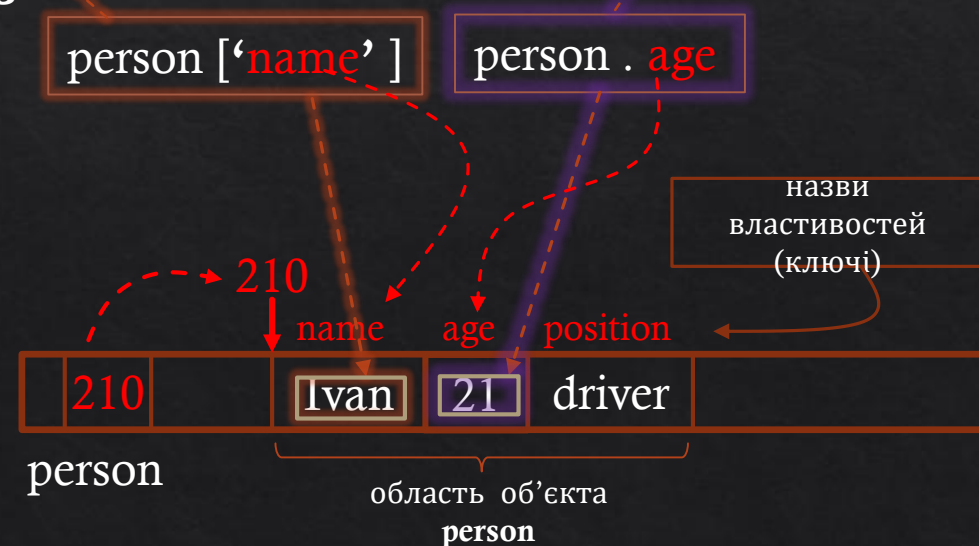 person [‘name’ ]
person . age
назви
властивостей
(ключі)
210
name age position
210 Ivan 21 driver
person
область об’єкта
person